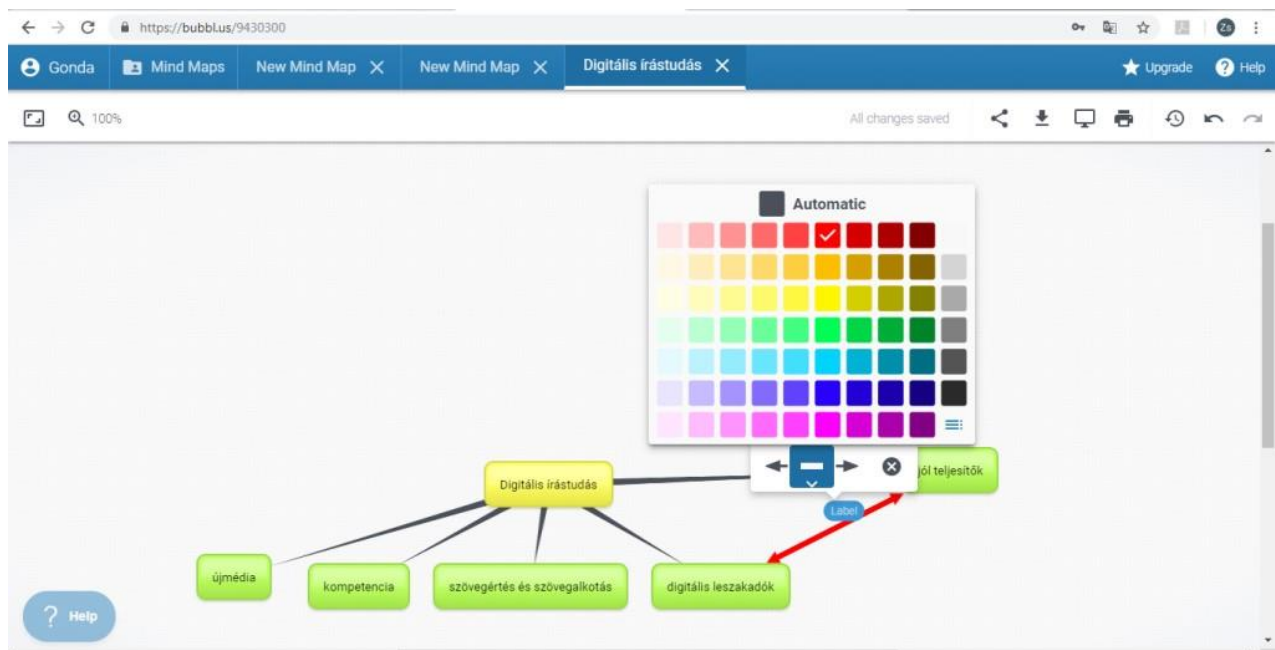 https://bubbl.us/9430300
Zs
Gonda Mind Maps New Mind Map New Mind Map Digitális írástudás Upgrade Help
100% All changes saved
Automatic
jól teljesítők
Digitális írástudás
Label
újmédia
kompetencia
szövegértés és szövegalkotás
digitális leszakadók
? Help